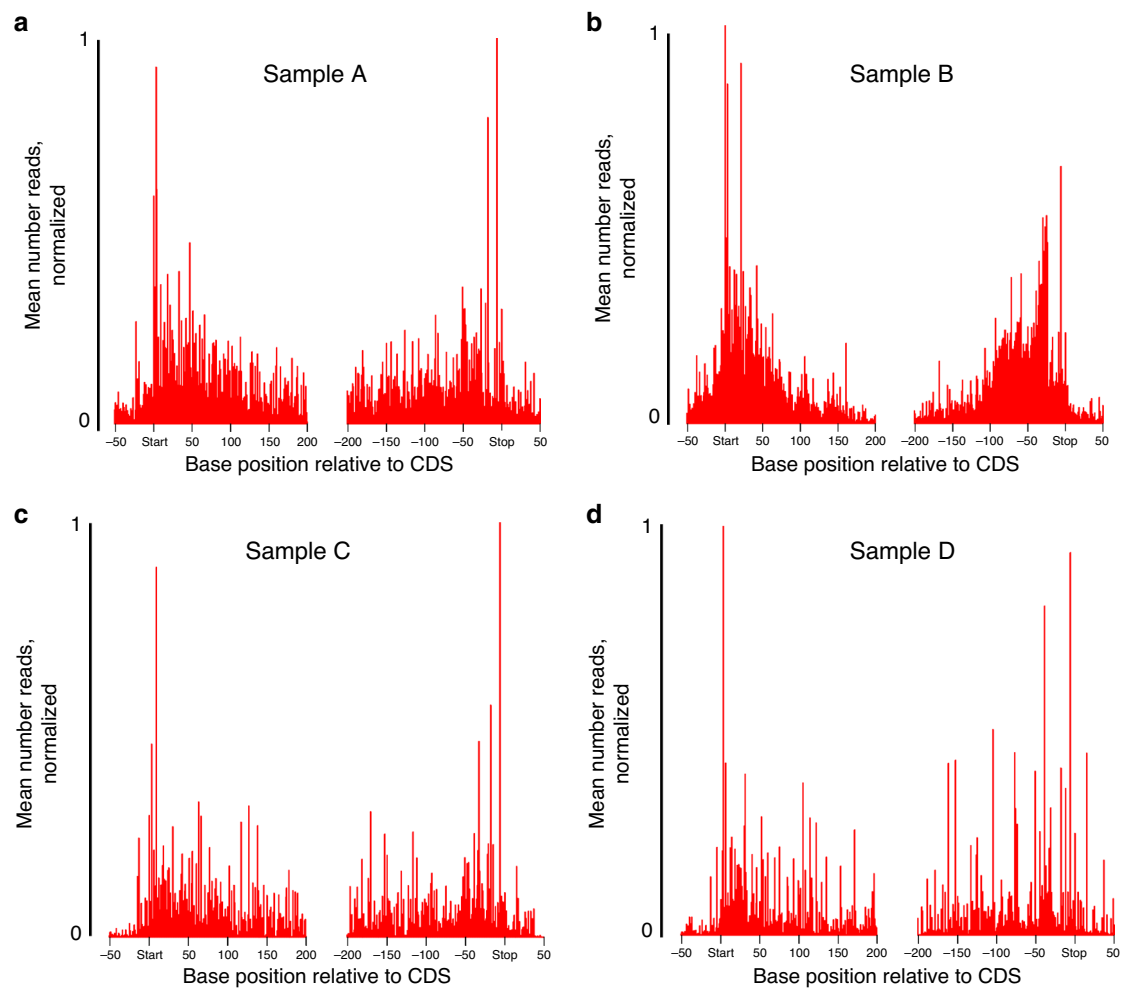 a
1
Sample A
Mean number reads,
normalized
0
−50 Start 50 100 150 200 −200 −150 −100 −50 Stop 50
Base position relative to CDS
b
1
Sample B
Mean number reads,
normalized
0
−50 Start 50 100 150 200 −200 −150 −100 −50 Stop 50
Base position relative to CDS
c
1
Sample C
Mean number reads,
normalized
0
−50 Start 50 100 150 200 −200 −150 −100 −50 Stop 50
Base position relative to CDS
d
1
Sample D
Mean number reads,
normalized
0
−50 Start 50 100 150 200 −200 −150 −100 −50 Stop 50
Base position relative to CDS